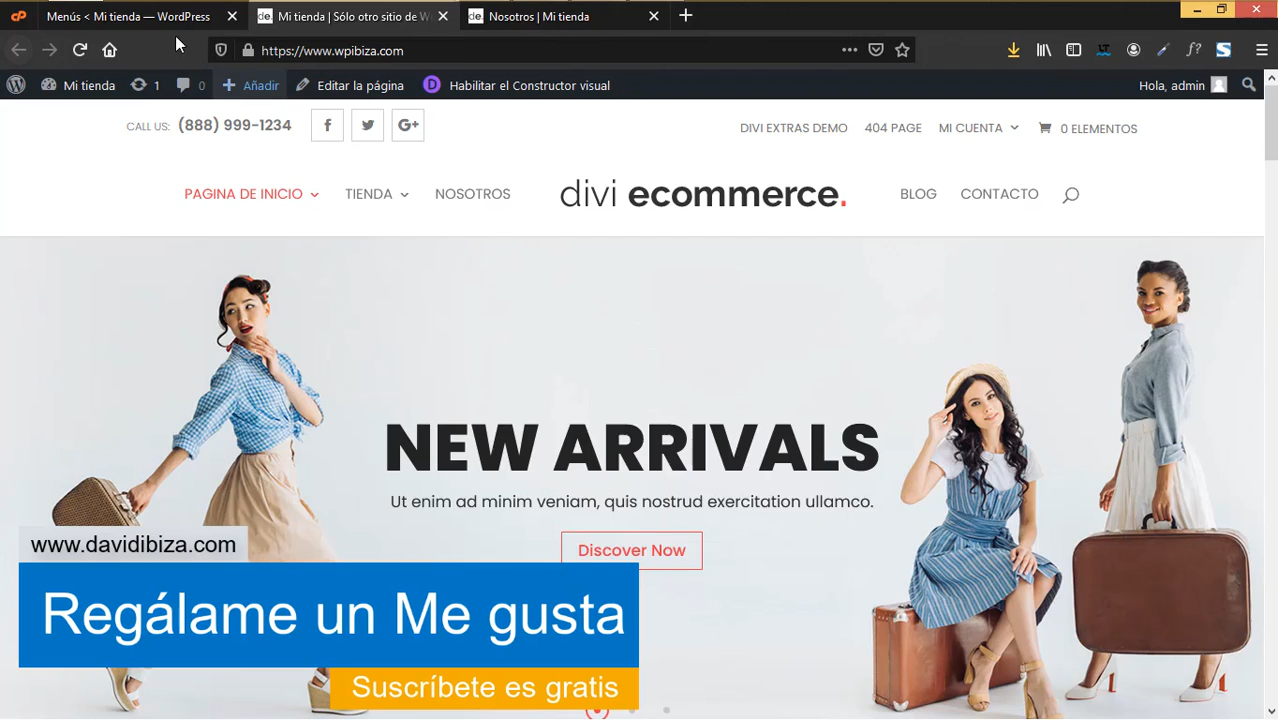 Menús < Mi tienda — WordPress
Mi tienda | Sólo otro sitio de W
Nosotros | Mi tienda
https://www.wpibiza.com
Mi tienda
1
0
Añadir
Editar la página
D
Habilitar el Constructor visual
Hola, admin
CALL US: (888) 999-1234
DIVI EXTRAS DEMO
404 PAGE
MI CUENTA
0 ELEMENTOS
PAGINA DE INICIO
TIENDA
NOSOTROS
divi ecommerce.
BLOG
CONTACTO
NEW ARRIVALS
Ut enim ad minim veniam, quis nostrud exercitation ullamco.
Discover Now
www.davidibiza.com
Regálame un Me gusta
Suscríbete es gratis